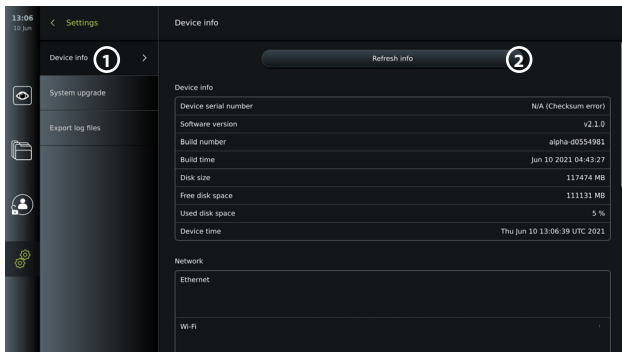 13:06
10 Jun
Settings
Device info
Device info 1
2
Refresh info
System upgrade
Export log files
Device info
Device serial number N/A (Checksum error)
Software version v2.1.0
Build number alpha-d0554981
Build time Jun 10 2021 04:43:27
Disk size 117474 MB
Free disk space 111131 MB
Used disk space 5 %
Device time Thu Jun 10 13:06:39 UTC 2021
Network
Ethernet
Wi-Fi